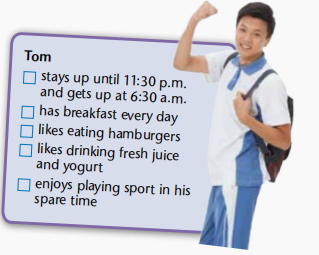 Tom
stays up until 11:30 p.m.
and gets up at 6:30 a.m.
has breakfast every day
likes eating hamburgers
likes drinking fresh juice
and yogurt
enjoys playing sport in his
spare time